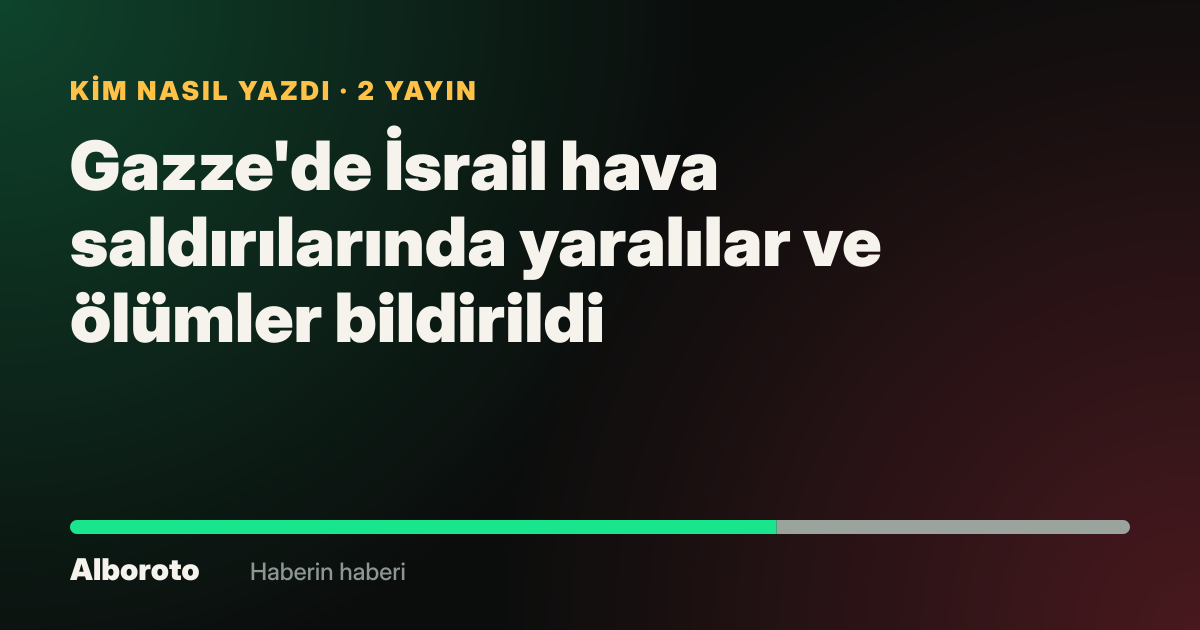 KİM NASIL YAZDI · 2 YAYIN
Gazze'de İsrail hava
saldırılarında yaralılar ve
ölümler bildirildi
Alboroto
Haberin haberi